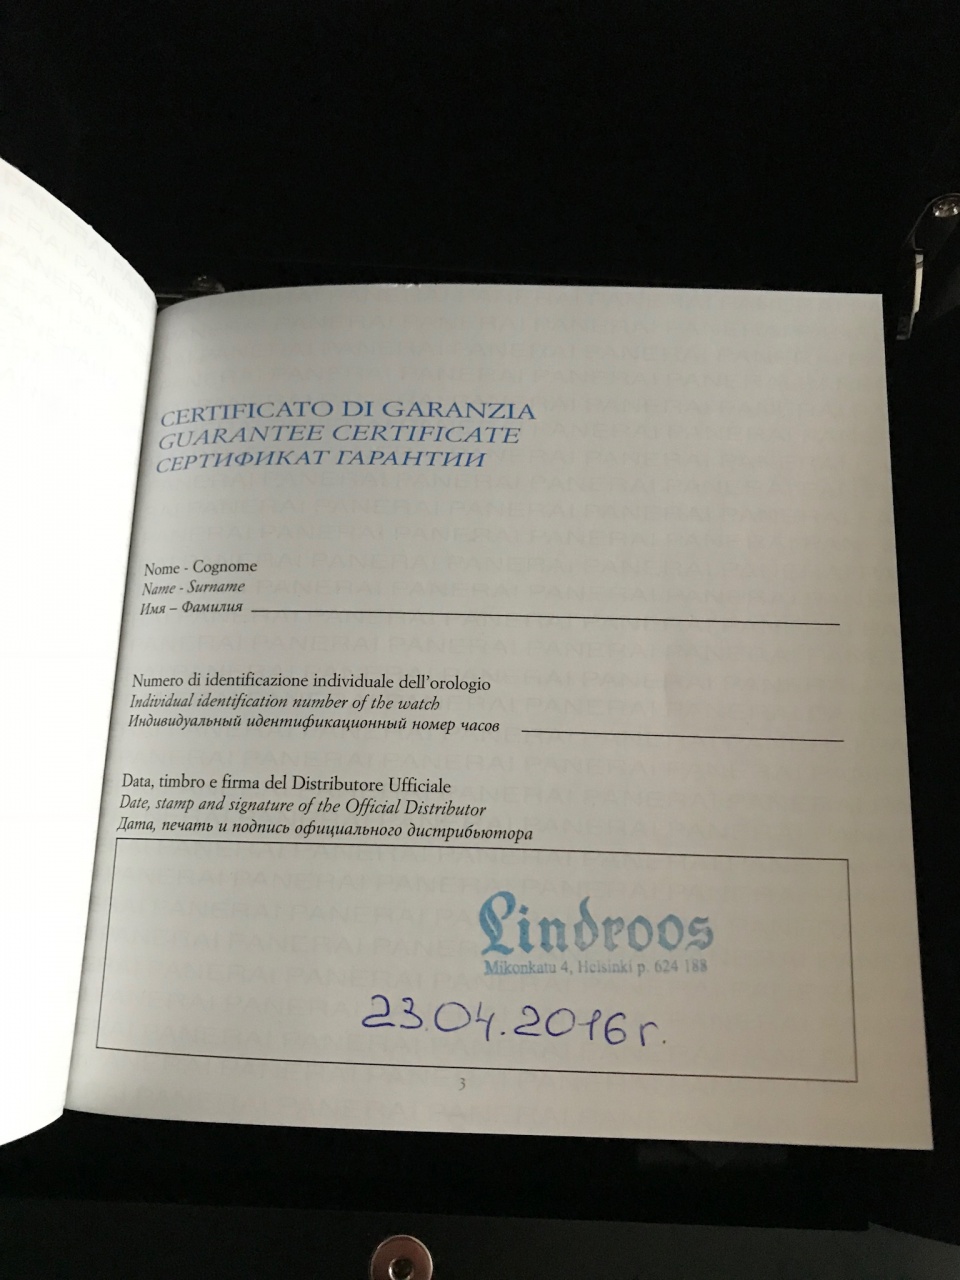 CERTIFICATO DI GARANZIA
GUARANTEE CERTIFICATE
СЕРТИФИКАТ ГАРАНТИИ
Nome - Cognome
Name - Surname
Имя – Фамилия
Numero di identificazione individuale dell'orologio
Individual identification number of the watch
Индивидуальный идентификационный номер часов
Data, timbro e firma del Distributore Ufficiale
Date, stamp and signature of the Official Distributor
Дата, печать и подпись официального дистрибьютора
Lindroos
Mikonkatu 4, Helsinki p. 624 188
23.04.2016г.
3